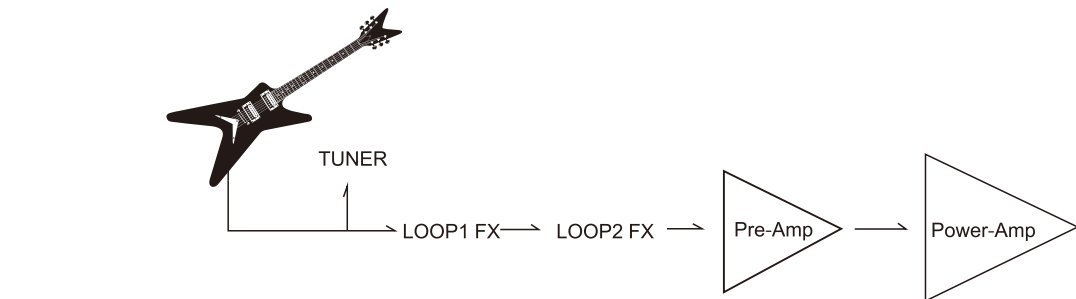 TUNER
LOOP1 FX
LOOP2 FX
Pre-Amp
Power-Amp